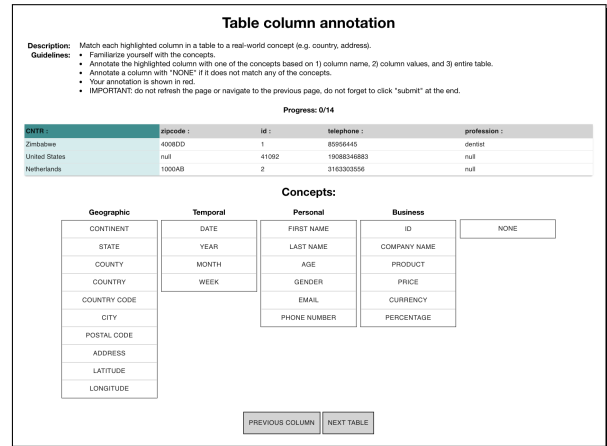 Table column annotation
Description: Match each highlighted column in a table to a real-world concept (e.g. country, address).
Guidelines: • Familiarize yourself with the concepts.
• Annotate the highlighted column with one of the concepts based on 1) column name, 2) column values, and 3) entire table.
• Annotate a column with "NONE" if it does not match any of the concepts.
• Your annotation is shown in red.
• IMPORTANT: do not refresh the page or navigate to the previous page, do not forget to click "submit" at the end.
Progress: 0/14
CNTR : zipcode : id : telephone : profession :
Zimbabwe 4008DD 1 85956445 dentist
United States null 41092 19088346883 null
Netherlands 1000AB 2 3163303556 null
Concepts:
Geographic Temporal Personal Business
CONTINENT DATE FIRST NAME ID NONE
STATE YEAR LAST NAME COMPANY NAME
COUNTY MONTH AGE PRODUCT
COUNTRY WEEK GENDER PRICE
COUNTRY CODE EMAIL CURRENCY
CITY PHONE NUMBER PERCENTAGE
POSTAL CODE
ADDRESS
LATITUDE
LONGITUDE
PREVIOUS COLUMN NEXT TABLE